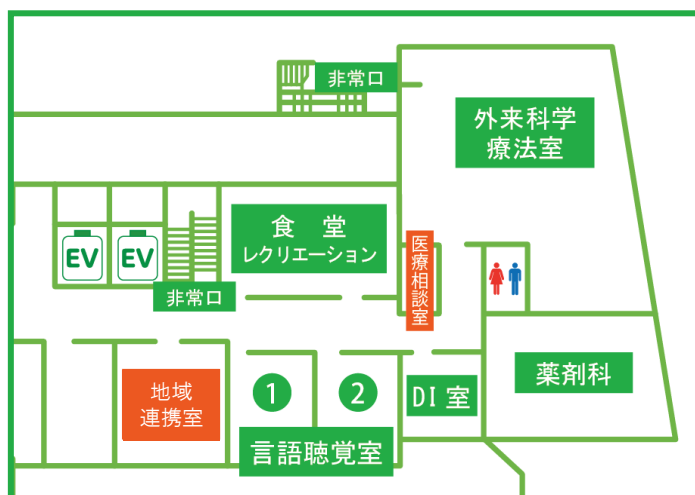 非常口
外来科学
療法室
食 堂
レクリエーション
EV
EV
医療相談室
非常口
地域
連携室
1
2
DI室
薬剤科
言語聴覚室